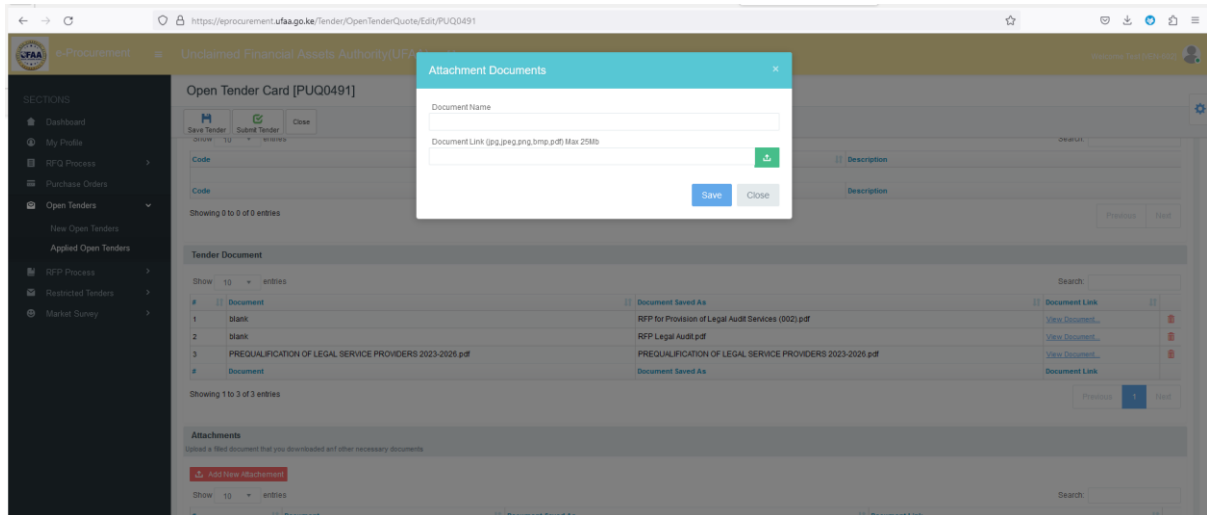 https://eprocurement.ufaa.go.ke/Tender/OpenTenderQuote/Edit/PUQ0491
UFAA
e-Procurement
Unclaimed Financial Assets Authority(UFA
Attachment Documents ×
Document Name
Document Link (jpg,jpeg,png,bmp,pdf) Max 25Mb
Save Close
SECTIONS
Dashboard
My Profile
RFQ Process
Purchase Orders
Open Tenders
New Open Tenders
Applied Open Tenders
RFP Process
Restricted Tenders
Market Survey
Open Tender Card [PUQ0491]
Save Tender Submit Tender Close
Show 10 entries Search:
Code Description
Code Description
Showing 0 to 0 of 0 entries Previous Next
Tender Document
Show 10 entries Search:
# Document Document Saved As Document Link
1 blank RFP for Provision of Legal Audit Services (002).pdf View Document...
2 blank RFP Legal Audit.pdf View Document...
3 PREQUALIFICATION OF LEGAL SERVICE PROVIDERS 2023-2026.pdf PREQUALIFICATION OF LEGAL SERVICE PROVIDERS 2023-2026.pdf View Document...
# Document Document Saved As Document Link
Showing 1 to 3 of 3 entries Previous 1 Next
Attachments
Upload a filled document that you downloaded anf other necessary documents
Add New Attachement
Show 10 entries Search: